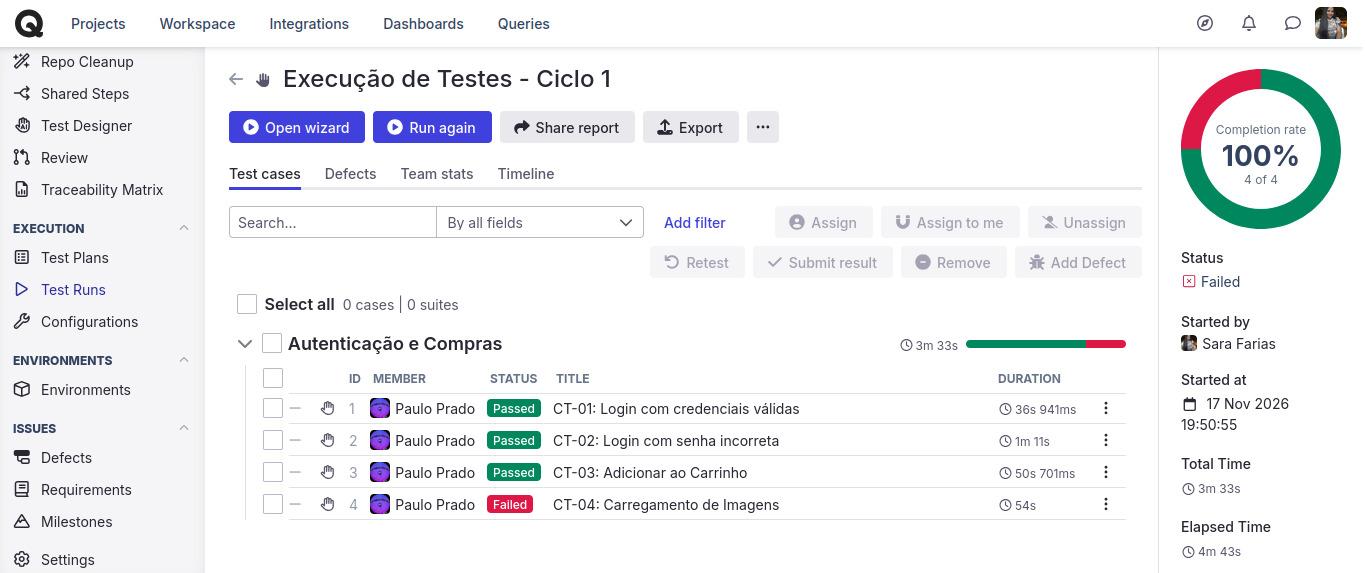 Projects Workspace Integrations Dashboards Queries
Repo Cleanup
Shared Steps
Test Designer
Review
Traceability Matrix
EXECUTION
Test Plans
Test Runs
Configurations
ENVIRONMENTS
Environments
ISSUES
Defects
Requirements
Milestones
Settings
Execução de Testes - Ciclo 1
Open wizard Run again Share report Export
Test cases Defects Team stats Timeline
Search... By all fields Add filter Assign Assign to me Unassign
Retest Submit result Remove Add Defect
Select all 0 cases | 0 suites
Autenticação e Compras 3m 33s
ID MEMBER STATUS TITLE DURATION
1 Paulo Prado Passed CT-01: Login com credenciais válidas 36s 941ms
2 Paulo Prado Passed CT-02: Login com senha incorreta 1m 11s
3 Paulo Prado Passed CT-03: Adicionar ao Carrinho 50s 701ms
4 Paulo Prado Failed CT-04: Carregamento de Imagens 54s
Completion rate
100%
4 of 4
Status
Failed
Started by
Sara Farias
Started at
17 Nov 2026
19:50:55
Total Time
3m 33s
Elapsed Time
4m 43s